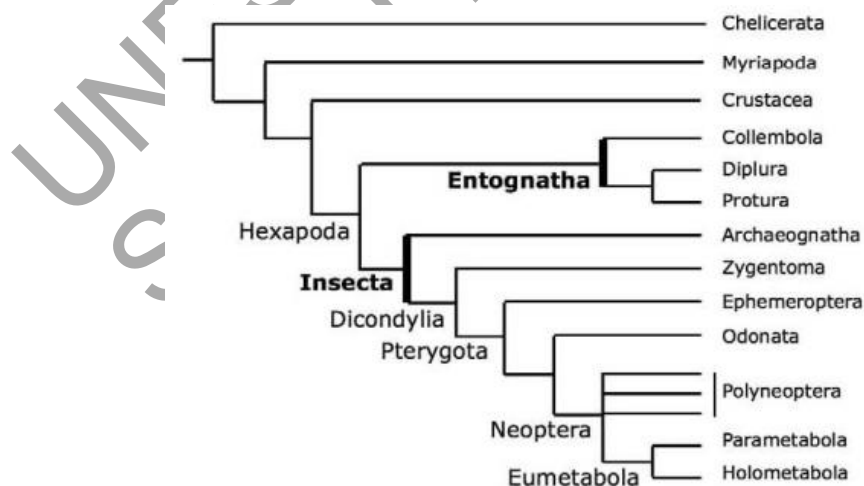 Chelicerata
Myriapoda
Crustacea
Collembola
Entognatha
Diplura
Protura
Hexapoda
Archaeognatha
Insecta
Zygentoma
Dicondylia
Ephemeroptera
Pterygota
Odonata
Polyneoptera
Neoptera
Parametabola
Eumetabola
Holometabola